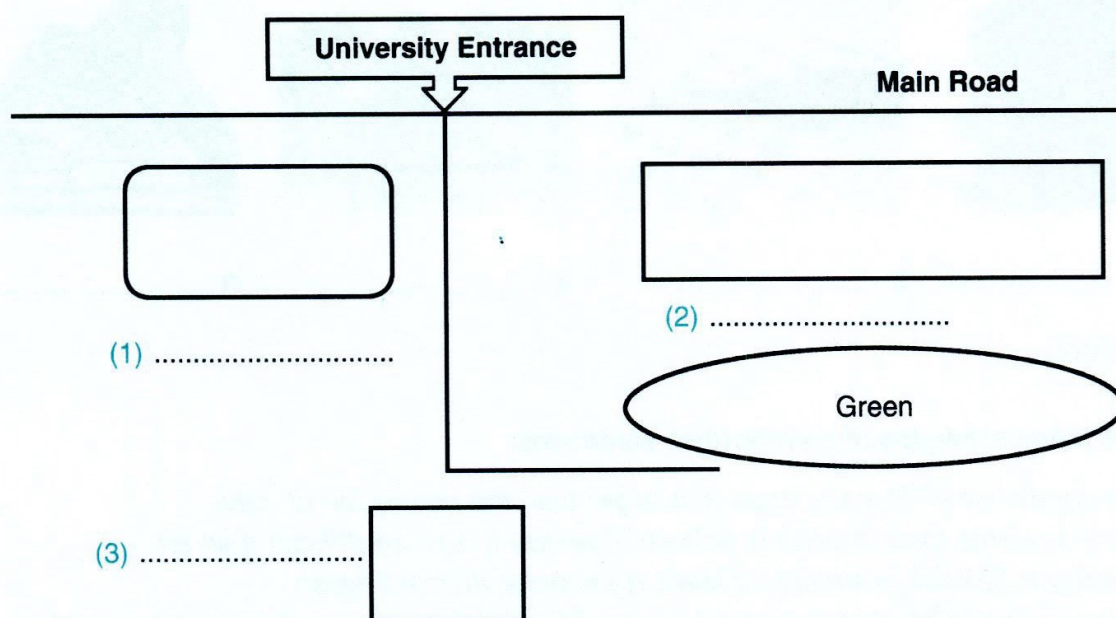 University Entrance
Main Road
(2) ............................
(1) ............................
Green
(3) ............................